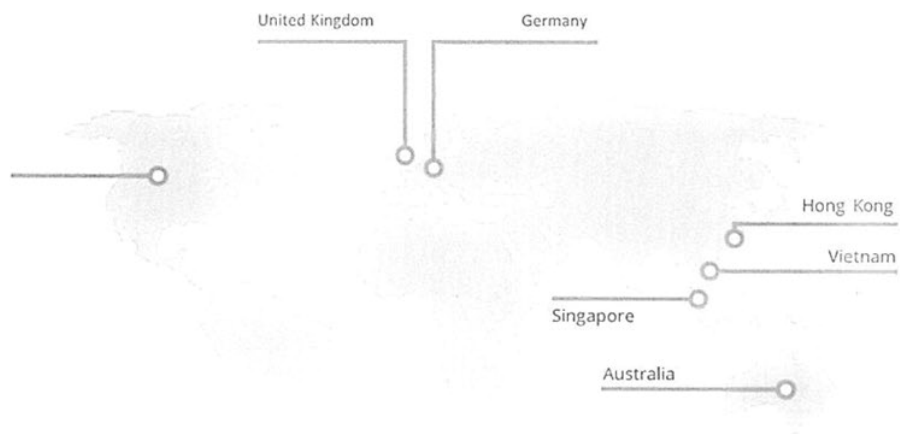 United Kingdom
Germany
Hong Kong
Vietnam
Singapore
Australia